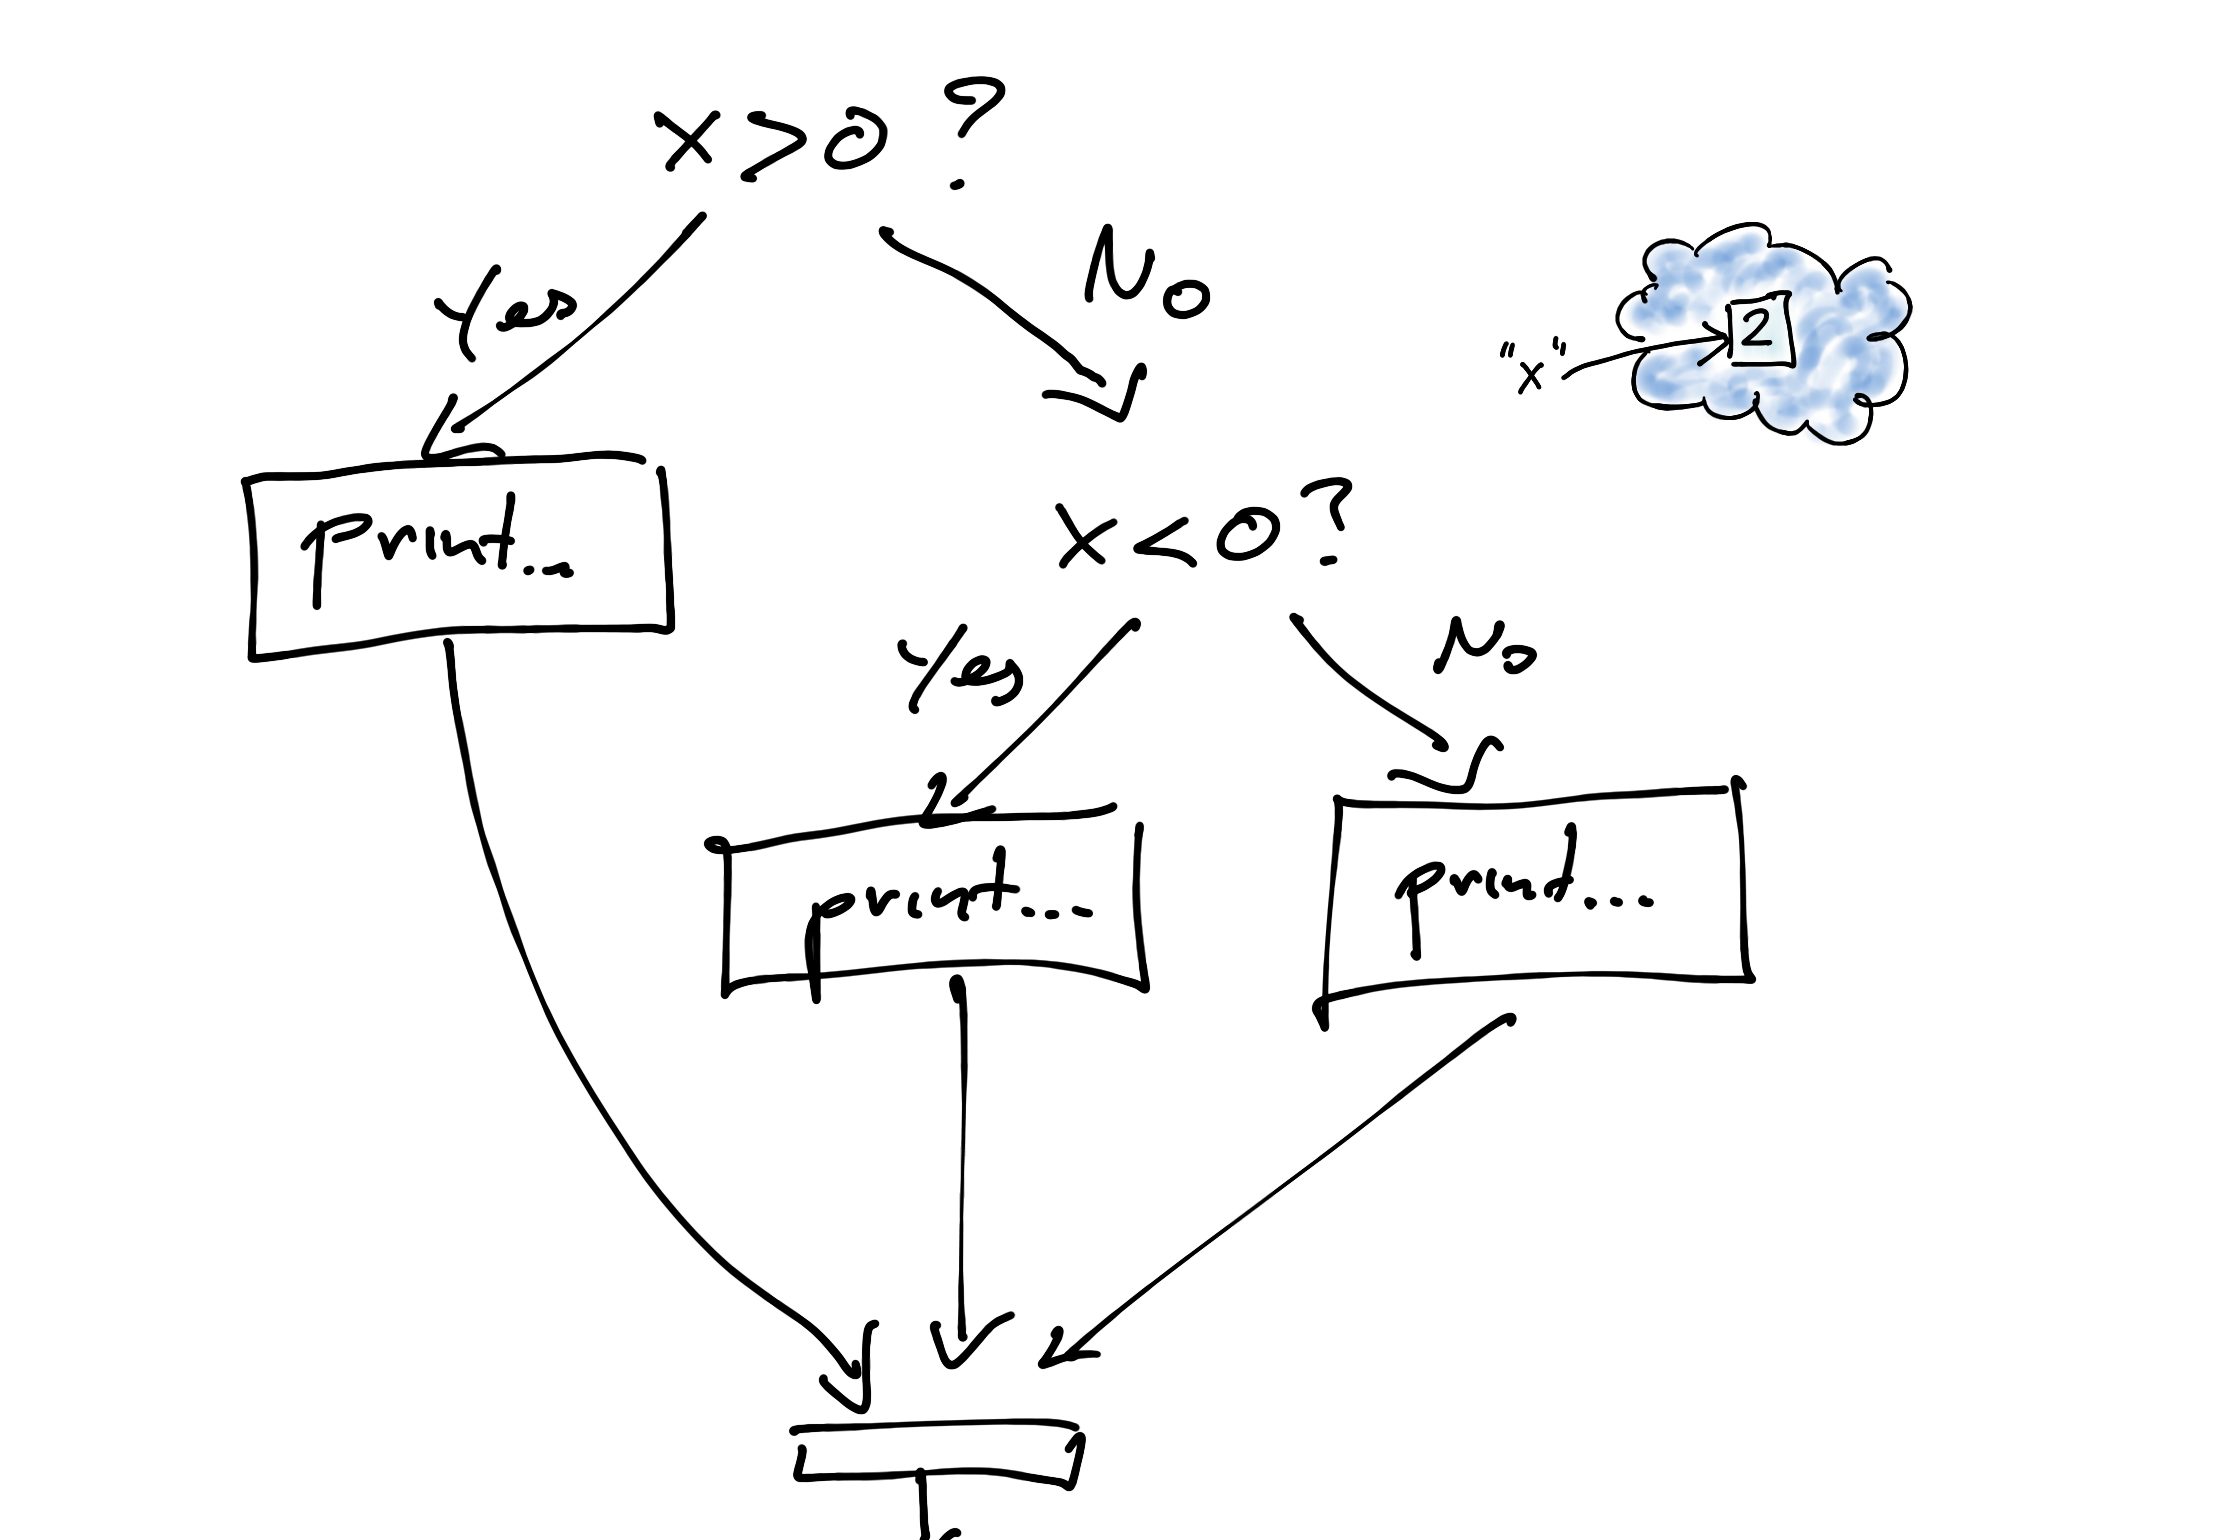 x > 0 ?
Yes
No
2
"x"
print...
x < 0 ?
Yes
No
print...
print...